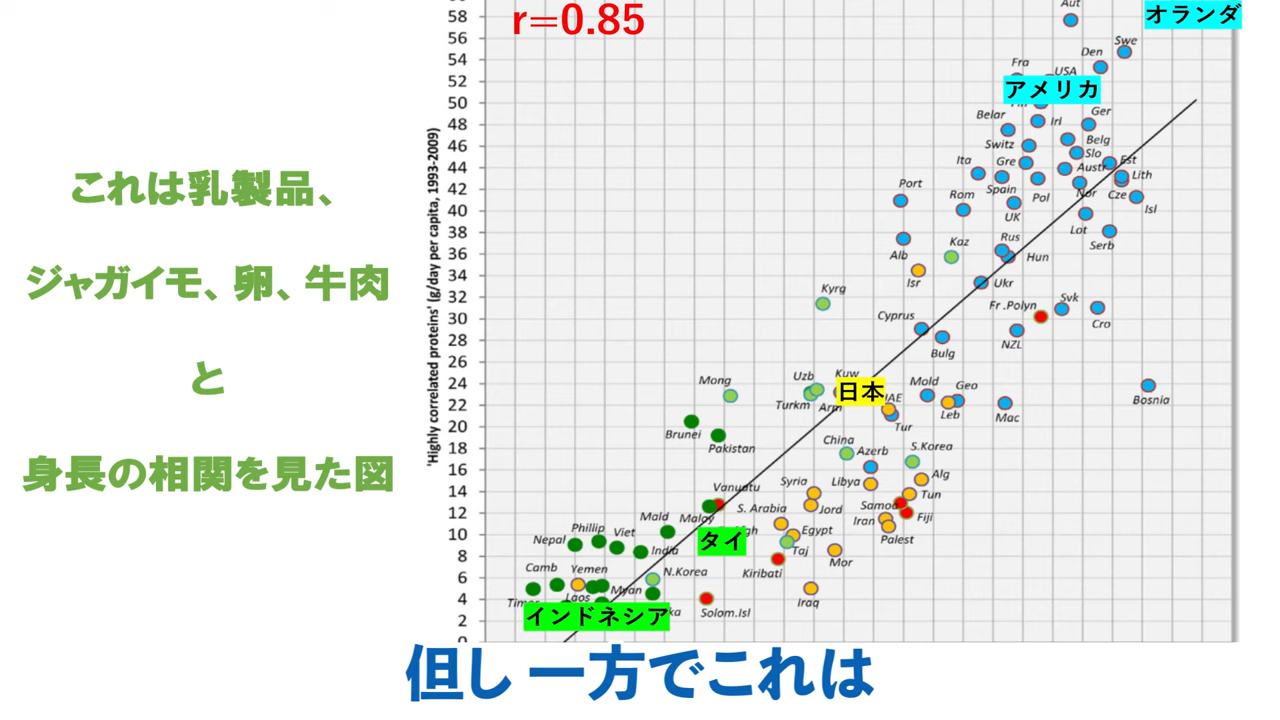 r=0.85
オランダ
Aut
58
56
Swe
Den
54
Fra
USA
52
アメリカ
50
Belar
Irl
Ger
48
Switz
Belg
46
Slo
Ita
Gre
Austr
Est
44
Lith
Port
Rom
Spain
Pol
Nor
Cze
42
Isl
UK
40
Lat
Serb
38
Alb
Kaz
Rus
Hun
36
Isr
Ukr
34
Kyrg
Fr.Polyn
Svk
32
Cyprus
Cro
30
NZL
28
Bulg
26
Mong
Uzb
Kuw
Mold
Geo
24
日本
Turkm
Arm
UAE
Leb
Mac
Bosnia
22
Brunei
Tur
20
Pakistan
China
Azerb
S.Korea
18
16
Syria
Libya
Alg
14
Vanuatu
Tun
S. Arabia
Jord
Samoa
Fiji
12
Mald
Malay
Iran
Phillip
Viet
Egypt
Palest
10
Nepal
India
タイ
Taj
Mor
8
Camb
Yemen
N.Korea
Kiribati
6
Laos
Myan
Iraq
4
Solom.Isl
インドネシア
2
0
'Highly correlated proteins' (g/day per capita, 1993-2009)
これは乳製品、
ジャガイモ、卵、牛肉
と
身長の相関を見た図
但し 一方でこれは